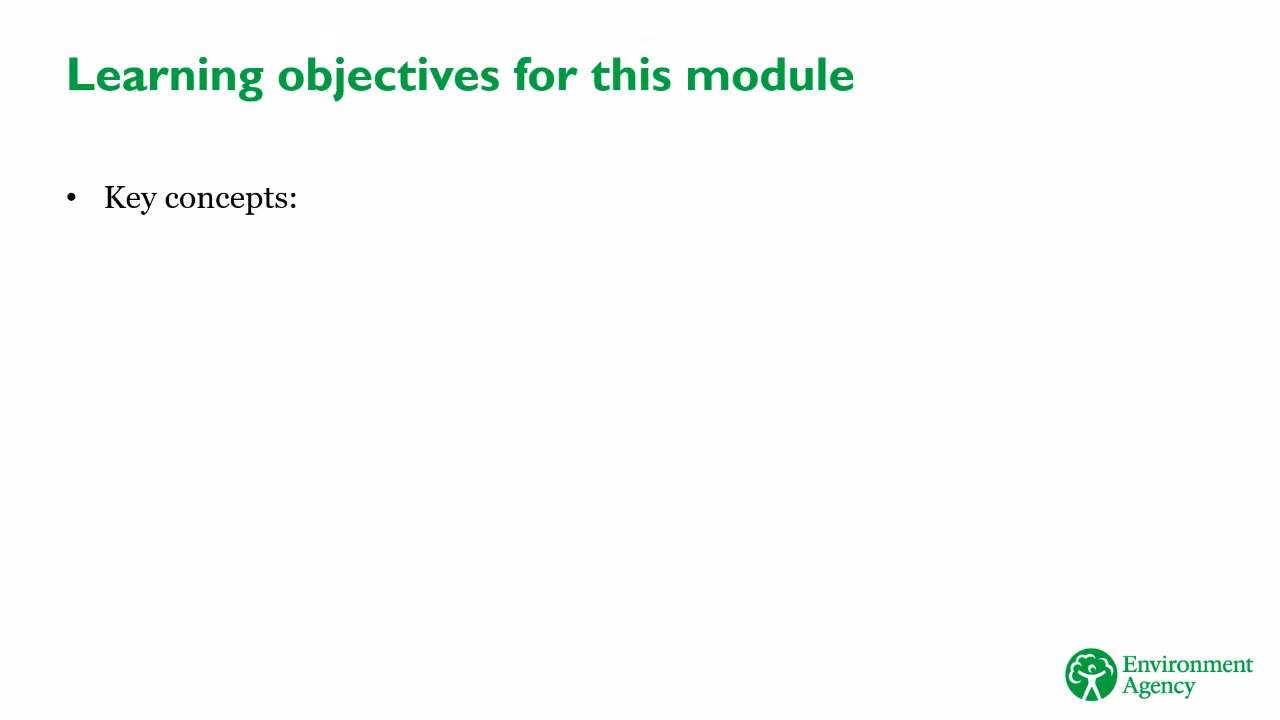 Learning objectives for this module
• Key concepts:
Environment
Agency